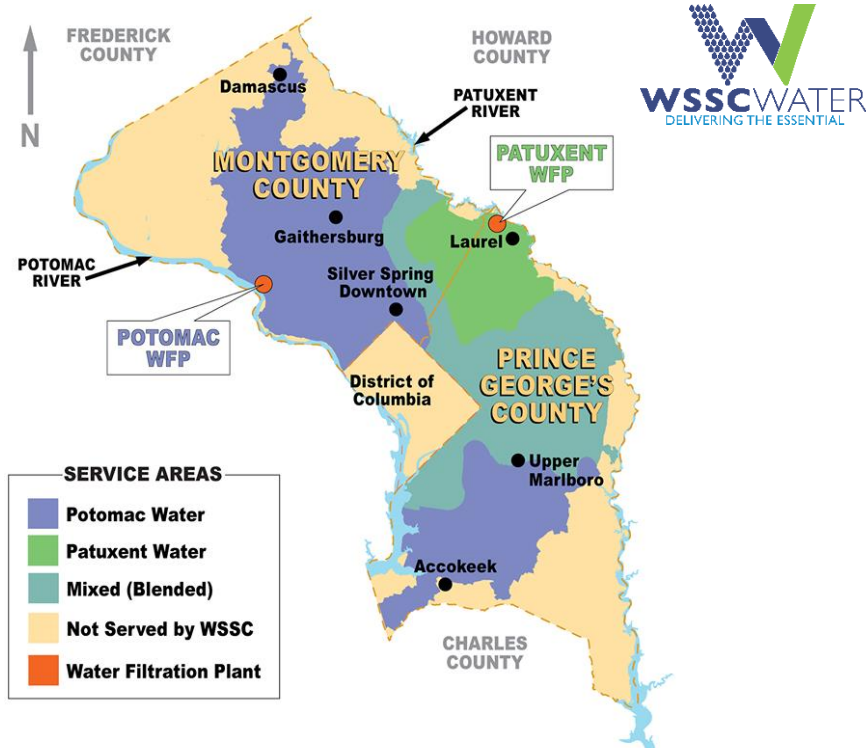 FREDERICK
COUNTY
HOWARD
COUNTY
WSSCWATER
DELIVERING THE ESSENTIAL
N
Damascus
PATUXENT
RIVER
MONTGOMERY
COUNTY
PATUXENT
WFP
Gaithersburg
Laurel
POTOMAC
RIVER
Silver Spring
Downtown
POTOMAC
WFP
PRINCE
GEORGE'S
COUNTY
District of
Columbia
Upper
Marlboro
SERVICE AREAS
Potomac Water
Patuxent Water
Mixed (Blended)
Not Served by WSSC
Water Filtration Plant
Accokeek
CHARLES
COUNTY